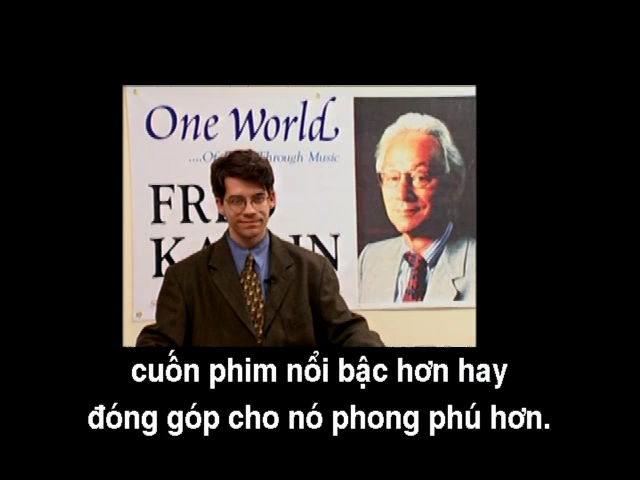 One World
....Of Through Music
FR
KA IN
cuốn phim nổi bậc hơn hay
đóng góp cho nó phong phú hơn.